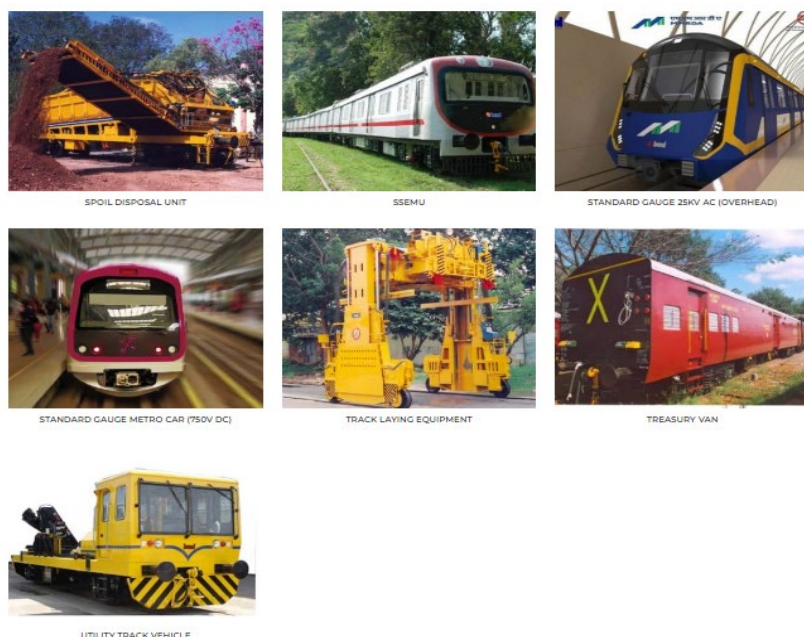 SPOIL DISPOSAL UNIT
SSEMU
STANDARD GAUGE 25KV AC (OVERHEAD)
STANDARD GAUGE METRO CAR (750V DC)
TRACK LAYING EQUIPMENT
TREASURY VAN
UTILITY TRACK VEHICLE